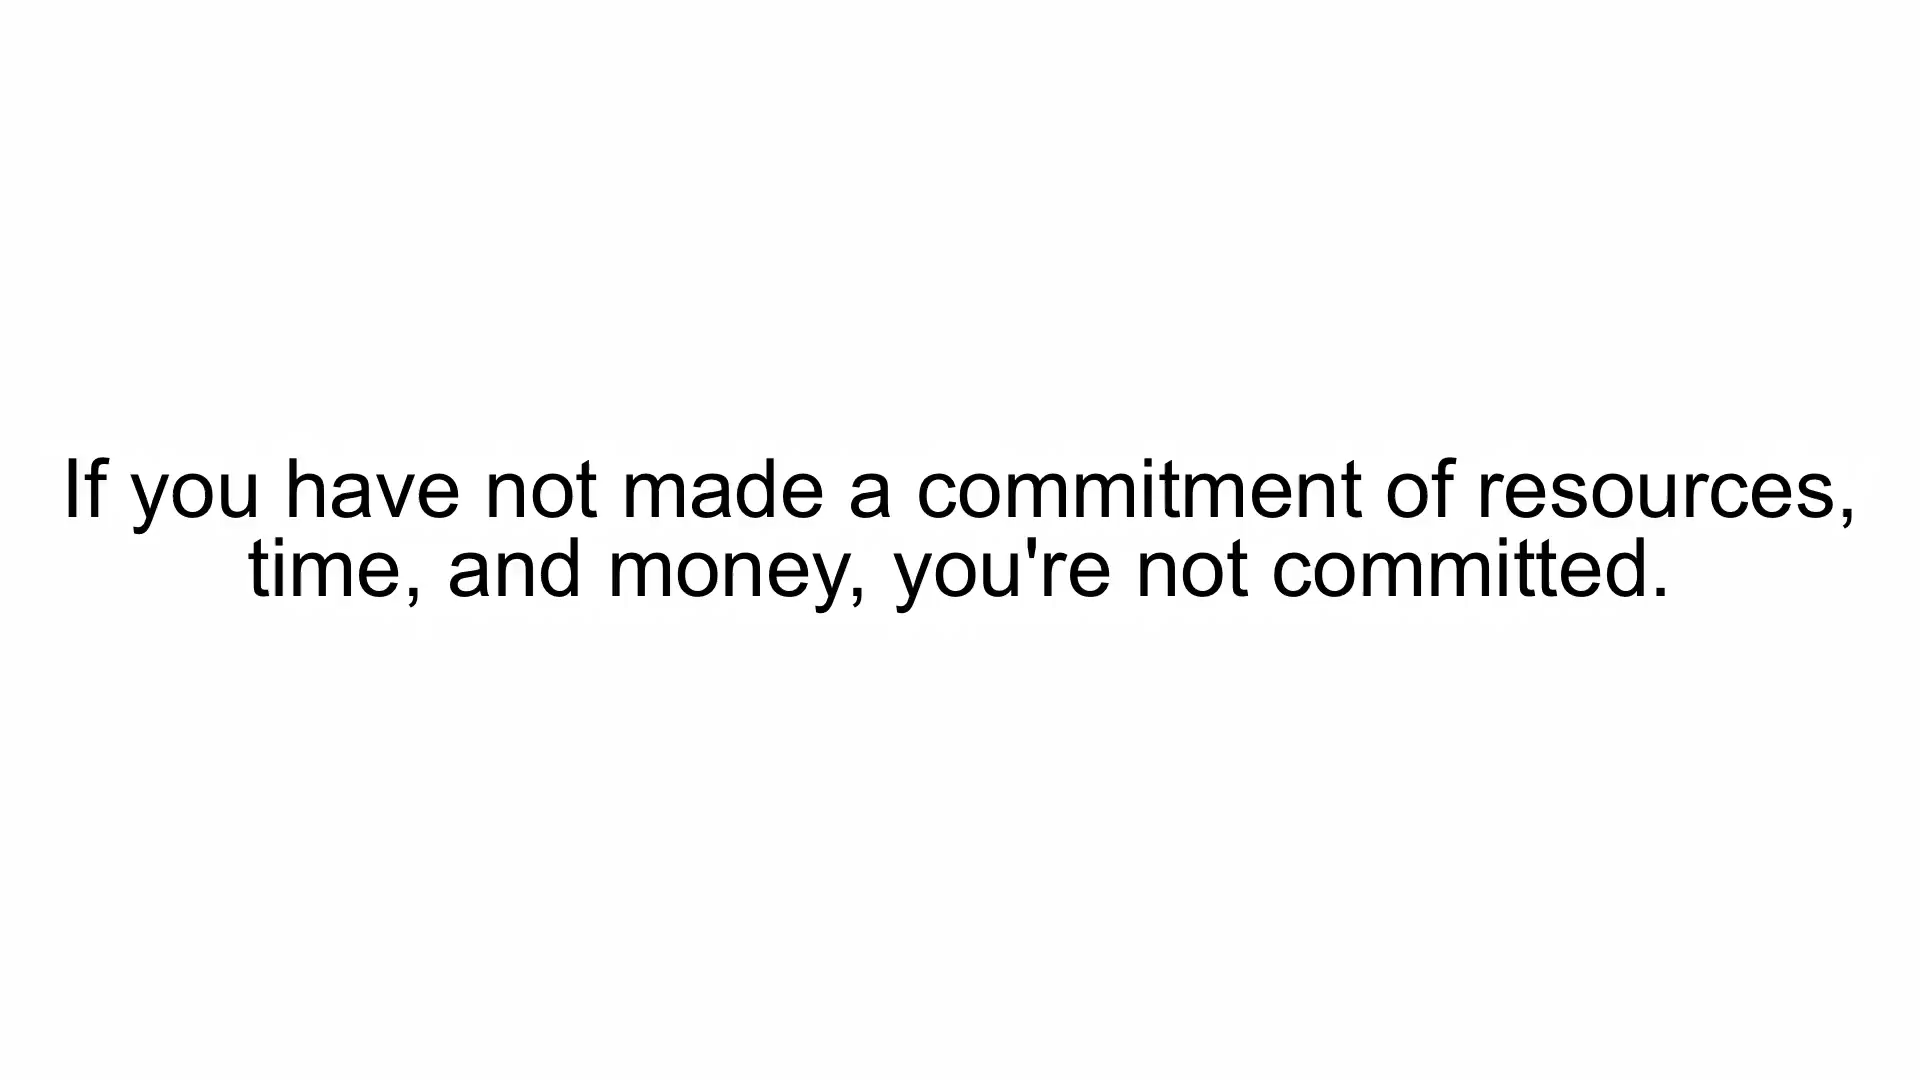 If you have not made a commitment of resources,
time, and money, you're not committed.